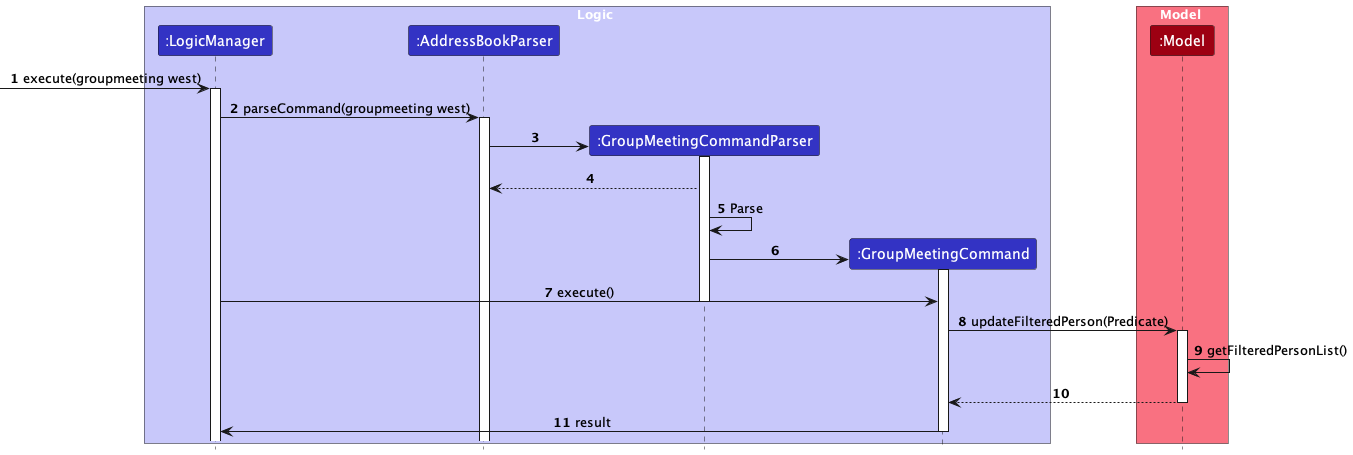 Logic
Model
:LogicManager
:AddressBookParser
:Model
1 execute(groupmeeting west)
2 parseCommand(groupmeeting west)
3
:GroupMeetingCommandParser
4
5 Parse
6
:GroupMeetingCommand
7 execute()
8 updateFilteredPerson(Predicate)
9 getFilteredPersonList()
10
11 result